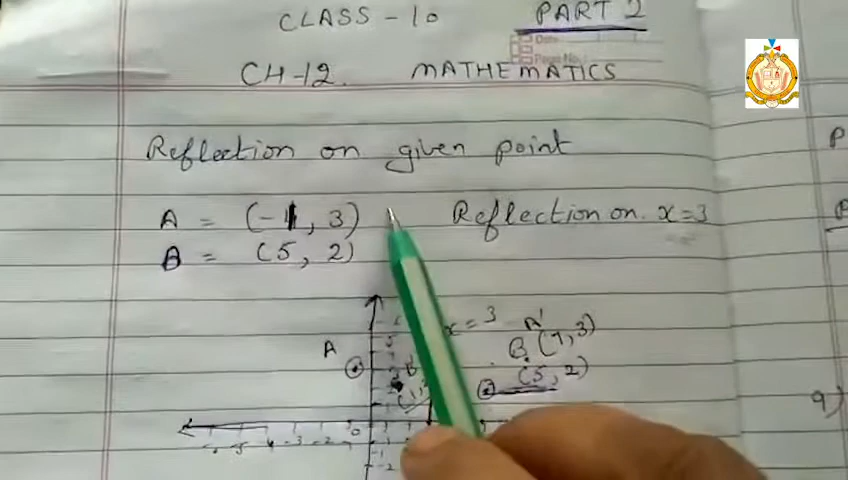 CLASS - 10 PART 2
CH-12. MATHEMATICS
Reflection on given point
A = (-1, 3) Reflection on x=3
B = (5, 2)
x = 3 A'
A B (7, 3)
B (5, 2)